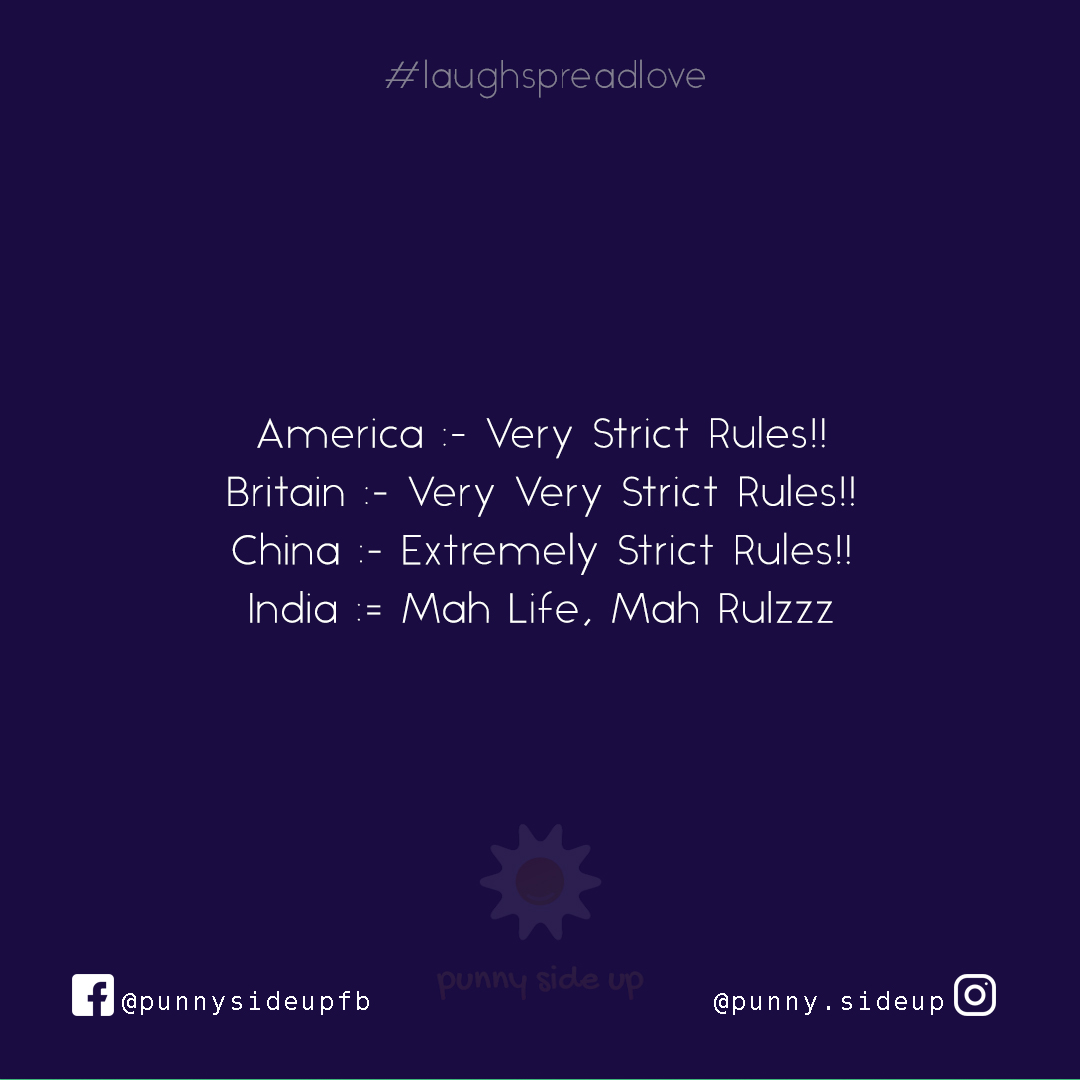 #laughspreadlove
America :- Very Strict Rules!!
Britain :- Very Very Strict Rules!!
China :- Extremely Strict Rules!!
India := Mah Life, Mah Rulzzz
punny side up
@punnysideupfb
@punny.sideup